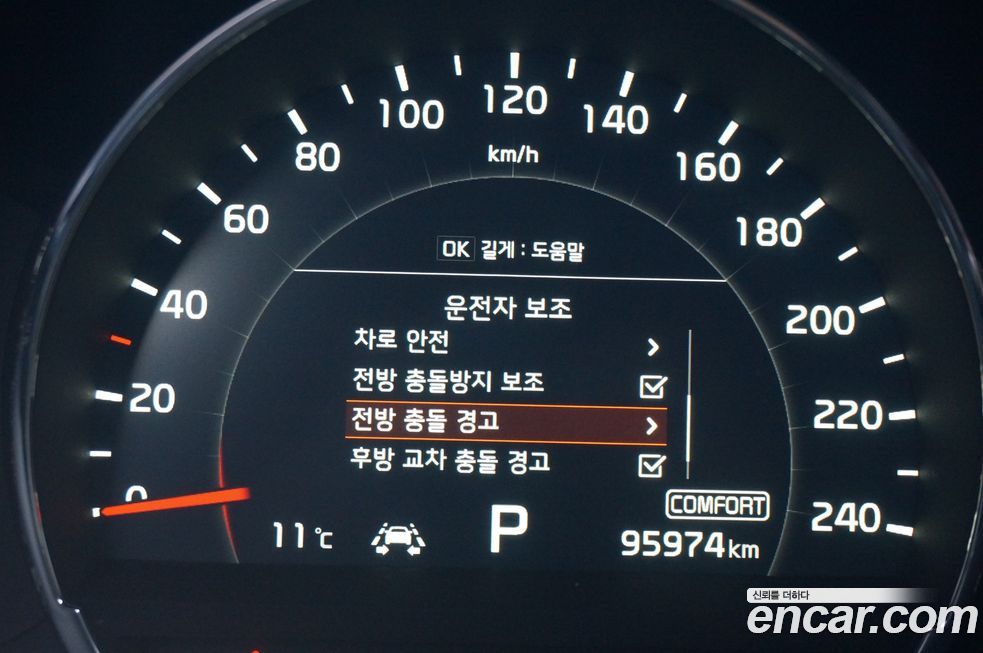 0
20
40
60
80
100
120
140
160
180
200
220
240
km/h
OK 길게 : 도움말
운전자 보조
차로 안전
전방 충돌방지 보조
전방 충돌 경고
후방 교차 충돌 경고
COMFORT
11 ℃
P
95974 km
신뢰를 더하다
encar.com